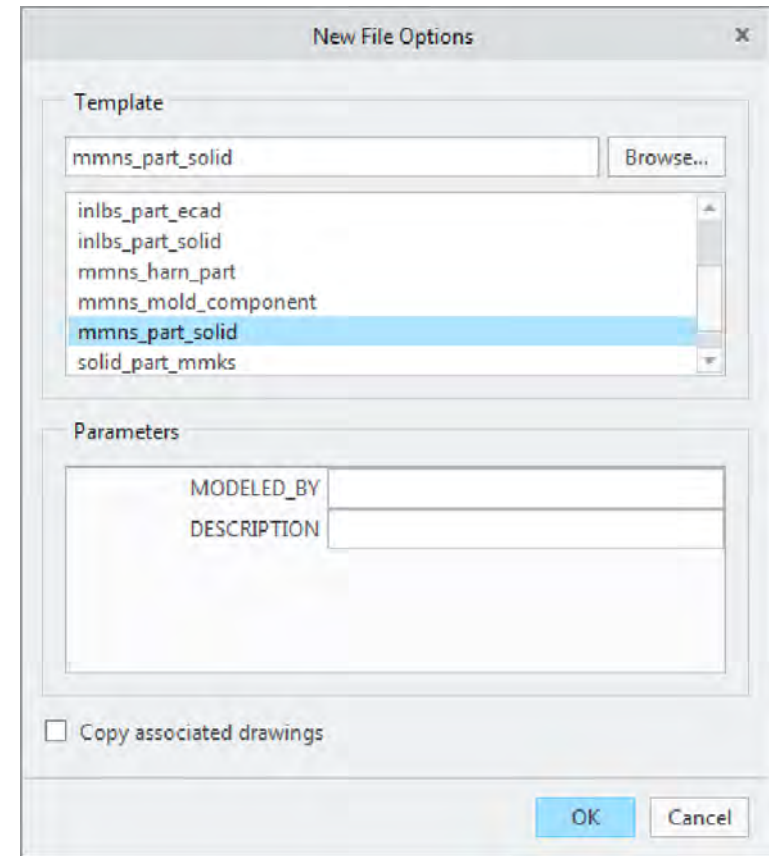 New File Options
Template
mmns_part_solid
Browse...
inlbs_part_ecad
inlbs_part_solid
mmns_harn_part
mmns_mold_component
mmns_part_solid
solid_part_mmks
Parameters
MODELED_BY
DESCRIPTION
Copy associated drawings
OK Cancel